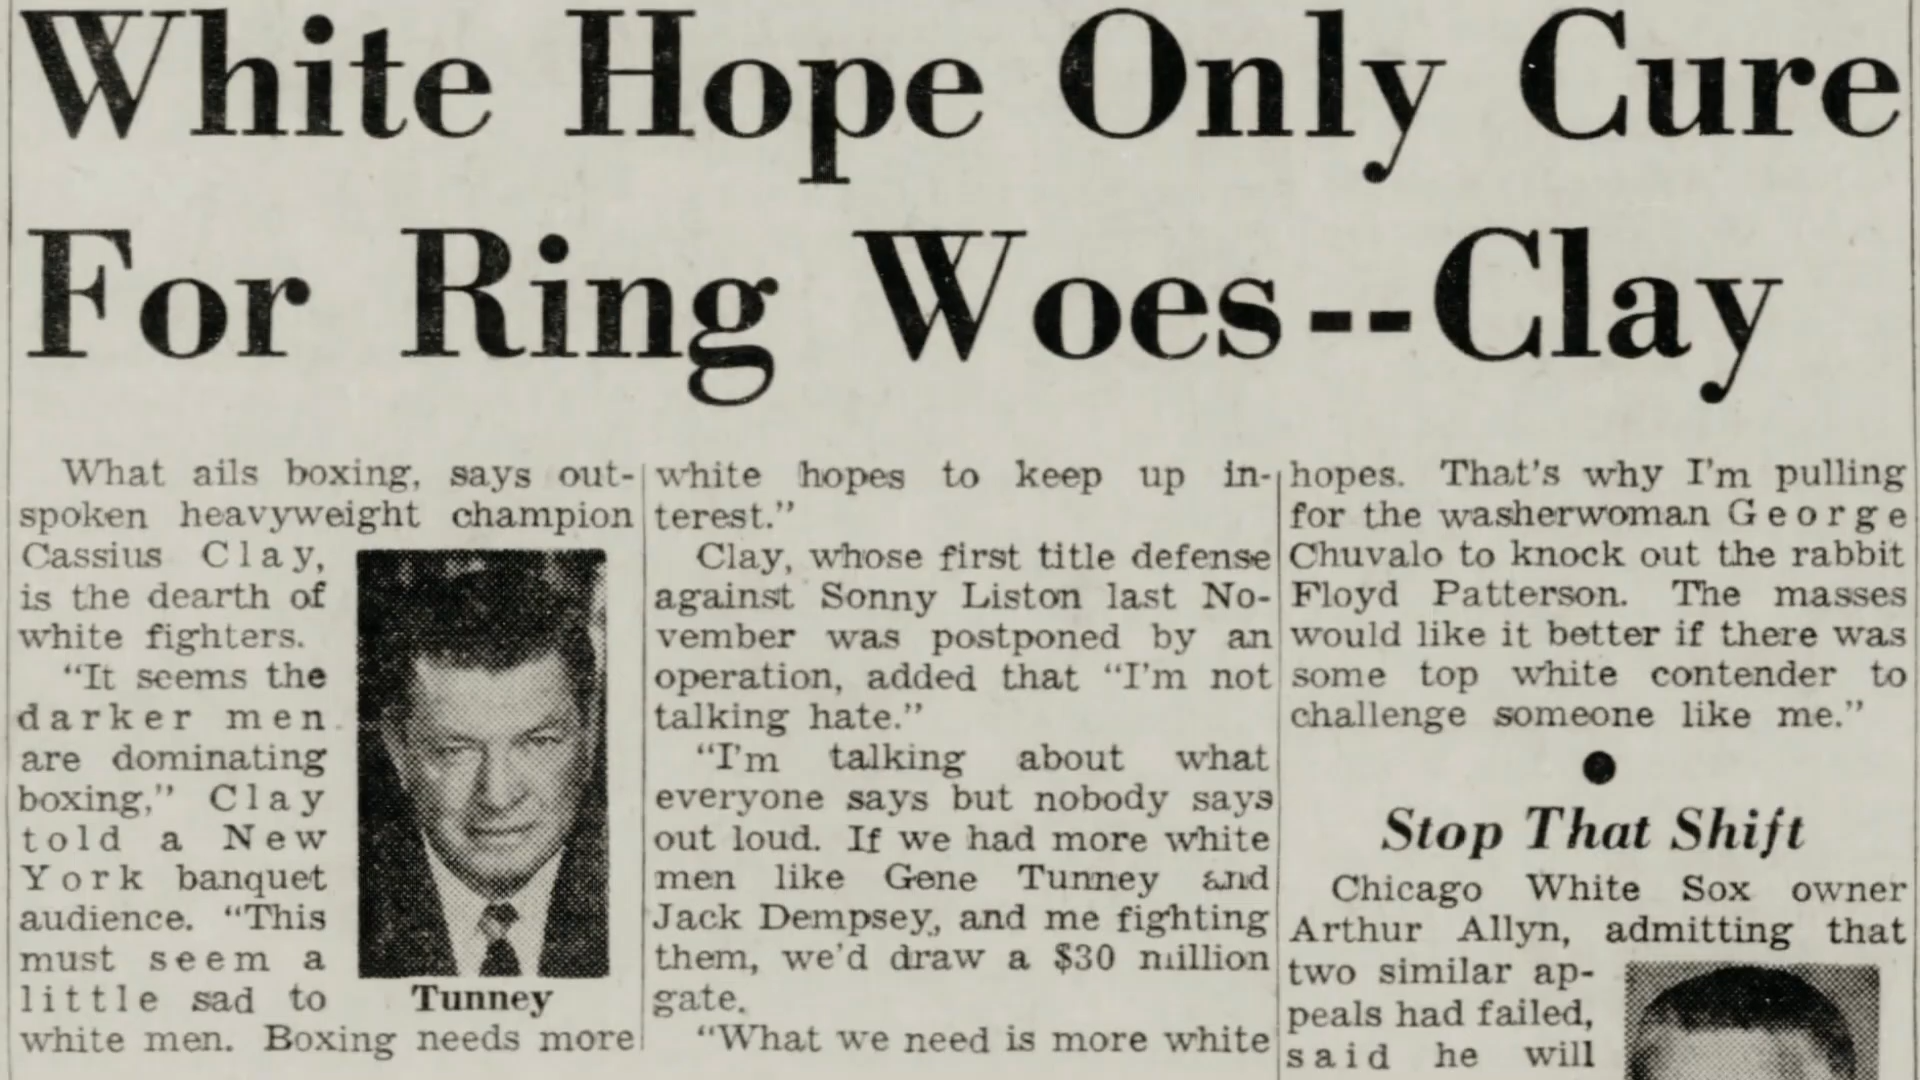 White Hope Only Cure
For Ring Woes--Clay
What ails boxing, says out-
spoken heavyweight champion
Cassius Clay,
is the dearth of
white fighters.
"It seems the
darker men
are dominating
boxing," Clay
told a New
York banquet
audience. "This
must seem a
little sad to
white men. Boxing needs more
Tunney
white hopes to keep up in-
terest."
Clay, whose first title defense
against Sonny Liston last No-
vember was postponed by an
operation, added that "I'm not
talking hate."
"I'm talking about what
everyone says but nobody says
out loud. If we had more white
men like Gene Tunney and
Jack Dempsey, and me fighting
them, we'd draw a $30 million
gate.
"What we need is more white
hopes. That's why I'm pulling
for the washerwoman George
Chuvalo to knock out the rabbit
Floyd Patterson. The masses
would like it better if there was
some top white contender to
challenge someone like me."
Stop That Shift
Chicago White Sox owner
Arthur Allyn, admitting that
two similar ap-
peals had failed,
said he will